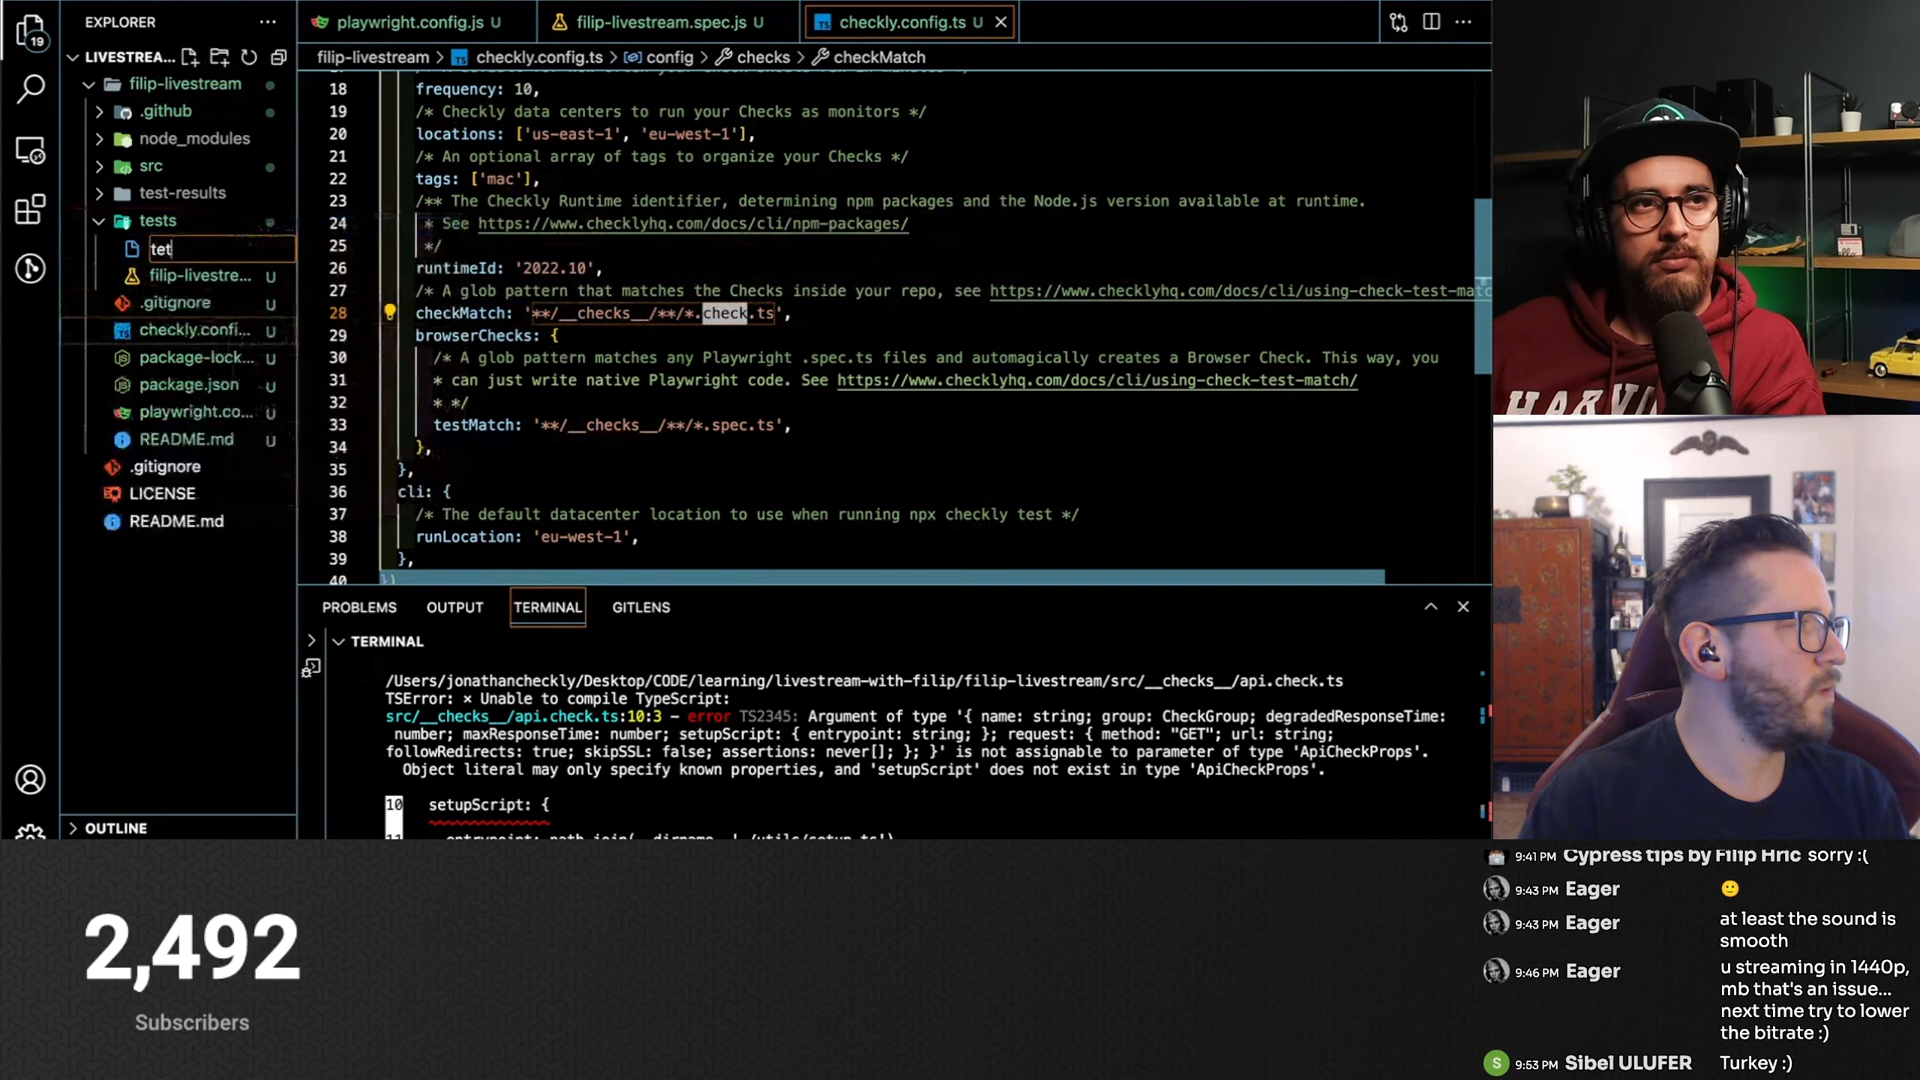 19
EXPLORER
LIVESTREA...
filip-livestream
.github
node_modules
src
test-results
tests
tet
filip-livestre... U
.gitignore U
checkly.confi... U
package-lock... U
package.json U
playwright.co... U
README.md U
.gitignore
LICENSE
README.md
OUTLINE
playwright.config.js U
filip-livestream.spec.js U
TS checkly.config.ts U
filip-livestream > TS checkly.config.ts > config > checks > checkMatch
18 frequency: 10,
19 /* Checkly data centers to run your Checks as monitors */
20 locations: ['us-east-1', 'eu-west-1'],
21 /* An optional array of tags to organize your Checks */
22 tags: ['mac'],
23 /** The Checkly Runtime identifier, determining npm packages and the Node.js version available at runtime.
24 * See https://www.checklyhq.com/docs/cli/npm-packages/
25 */
26 runtimeId: '2022.10',
27 /* A glob pattern that matches the Checks inside your repo, see https://www.checklyhq.com/docs/cli/using-check-test-matc
28 checkMatch: '**/__checks__/**/*.check.ts',
29 browserChecks: {
30 /* A glob pattern matches any Playwright .spec.ts files and automagically creates a Browser Check. This way, you
31 * can just write native Playwright code. See https://www.checklyhq.com/docs/cli/using-check-test-match/
32 * */
33 testMatch: '**/__checks__/**/*.spec.ts',
34 },
35 },
36 cli: {
37 /* The default datacenter location to use when running npx checkly test */
38 runLocation: 'eu-west-1',
39 },
40 })
PROBLEMS OUTPUT TERMINAL GITLENS
TERMINAL
/Users/jonathancheckly/Desktop/CODE/learning/livestream-with-filip/filip-livestream/src/__checks__/api.check.ts
TSError: ⨯ Unable to compile TypeScript:
src/__checks__/api.check.ts:10:3 - error TS2345: Argument of type '{ name: string; group: CheckGroup; degradedResponseTime:
number; maxResponseTime: number; setupScript: { entrypoint: string; }; request: { method: "GET"; url: string;
followRedirects: true; skipSSL: false; assertions: never[]; }; }' is not assignable to parameter of type 'ApiCheckProps'.
Object literal may only specify known properties, and 'setupScript' does not exist in type 'ApiCheckProps'.
10 setupScript: {
2,492
Subscribers
9:41 PM Cypress tips by Filip Hric sorry :(
9:43 PM Eager 🙂
9:43 PM Eager at least the sound is
smooth
9:46 PM Eager u streaming in 1440p,
mb that's an issue...
next time try to lower
the bitrate :)
S 9:53 PM Sibel ULUFER Turkey :)